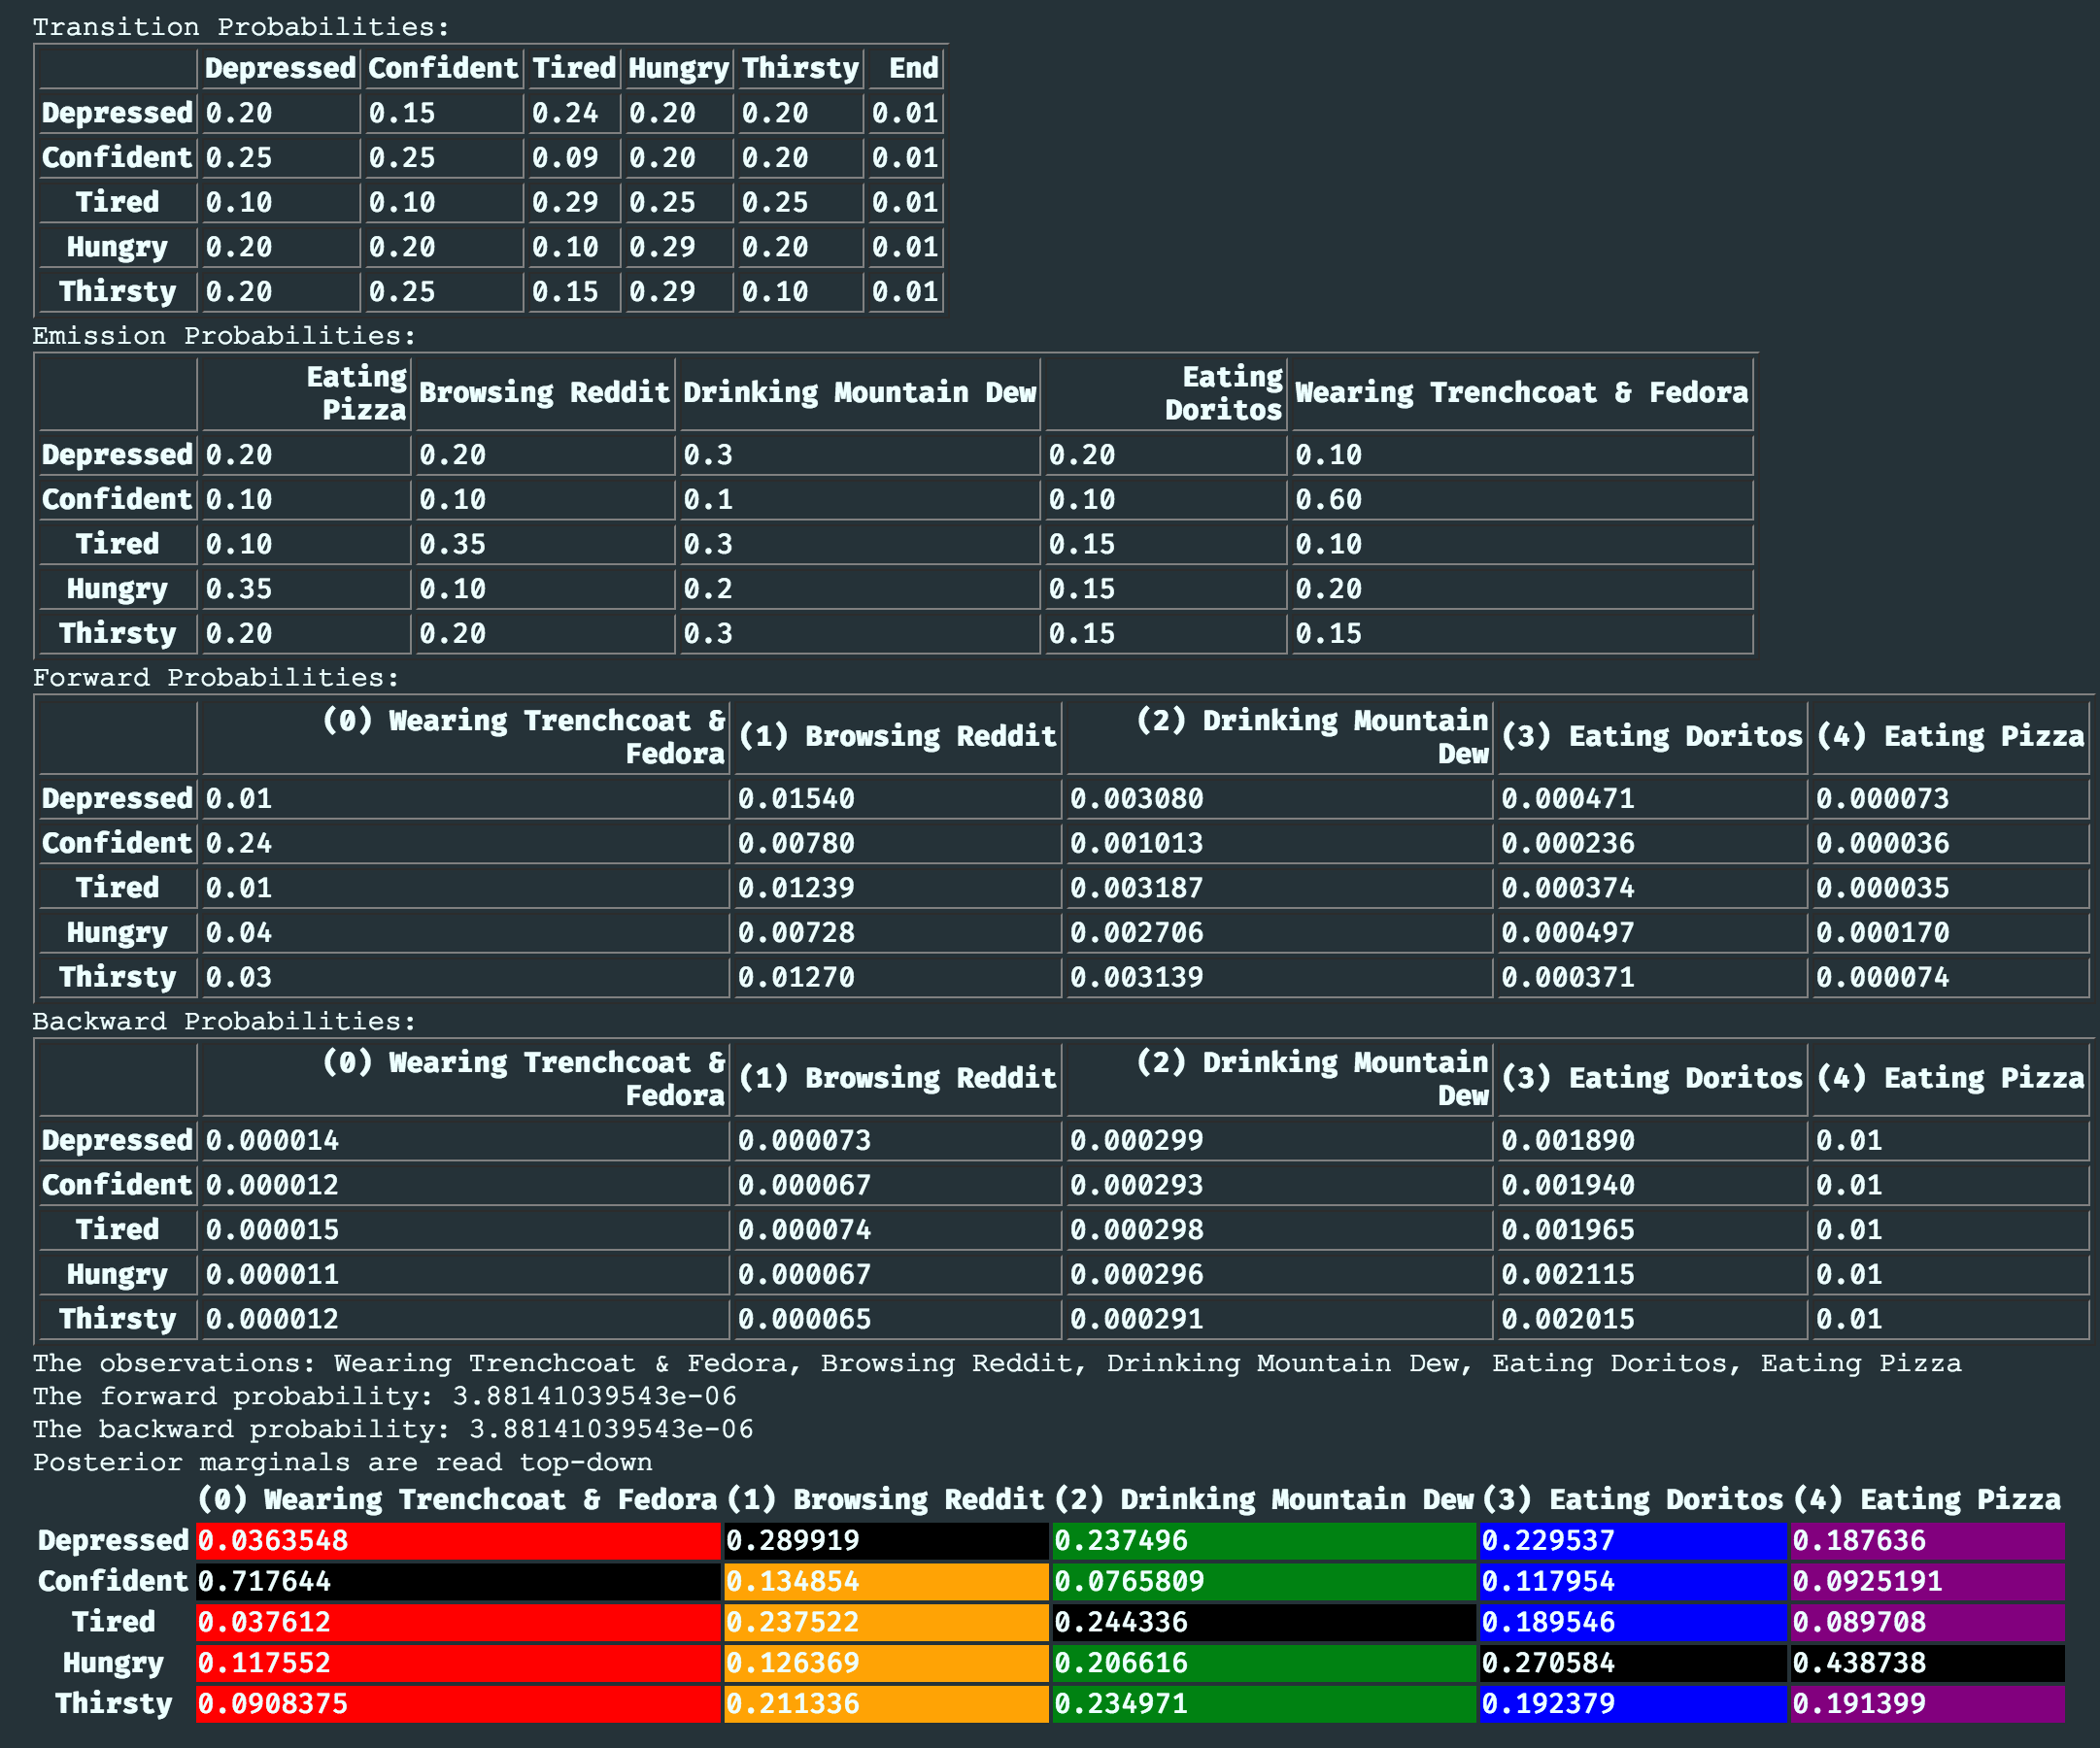 Transition Probabilities:
Depressed Confident Tired Hungry Thirsty End
Depressed 0.20 0.15 0.24 0.20 0.20 0.01
Confident 0.25 0.25 0.09 0.20 0.20 0.01
Tired 0.10 0.10 0.29 0.25 0.25 0.01
Hungry 0.20 0.20 0.10 0.29 0.20 0.01
Thirsty 0.20 0.25 0.15 0.29 0.10 0.01
Emission Probabilities:
Eating Pizza Browsing Reddit Drinking Mountain Dew Eating Doritos Wearing Trenchcoat & Fedora
Depressed 0.20 0.20 0.3 0.20 0.10
Confident 0.10 0.10 0.1 0.10 0.60
Tired 0.10 0.35 0.3 0.15 0.10
Hungry 0.35 0.10 0.2 0.15 0.20
Thirsty 0.20 0.20 0.3 0.15 0.15
Forward Probabilities:
(0) Wearing Trenchcoat & Fedora (1) Browsing Reddit (2) Drinking Mountain Dew (3) Eating Doritos (4) Eating Pizza
Depressed 0.01 0.01540 0.003080 0.000471 0.000073
Confident 0.24 0.00780 0.001013 0.000236 0.000036
Tired 0.01 0.01239 0.003187 0.000374 0.000035
Hungry 0.04 0.00728 0.002706 0.000497 0.000170
Thirsty 0.03 0.01270 0.003139 0.000371 0.000074
Backward Probabilities:
(0) Wearing Trenchcoat & Fedora (1) Browsing Reddit (2) Drinking Mountain Dew (3) Eating Doritos (4) Eating Pizza
Depressed 0.000014 0.000073 0.000299 0.001890 0.01
Confident 0.000012 0.000067 0.000293 0.001940 0.01
Tired 0.000015 0.000074 0.000298 0.001965 0.01
Hungry 0.000011 0.000067 0.000296 0.002115 0.01
Thirsty 0.000012 0.000065 0.000291 0.002015 0.01
The observations: Wearing Trenchcoat & Fedora, Browsing Reddit, Drinking Mountain Dew, Eating Doritos, Eating Pizza
The forward probability: 3.88141039543e-06
The backward probability: 3.88141039543e-06
Posterior marginals are read top-down
(0) Wearing Trenchcoat & Fedora (1) Browsing Reddit (2) Drinking Mountain Dew (3) Eating Doritos (4) Eating Pizza
Depressed 0.0363548 0.289919 0.237496 0.229537 0.187636
Confident 0.717644 0.134854 0.0765809 0.117954 0.0925191
Tired 0.037612 0.237522 0.244336 0.189546 0.089708
Hungry 0.117552 0.126369 0.206616 0.270584 0.438738
Thirsty 0.0908375 0.211336 0.234971 0.192379 0.191399